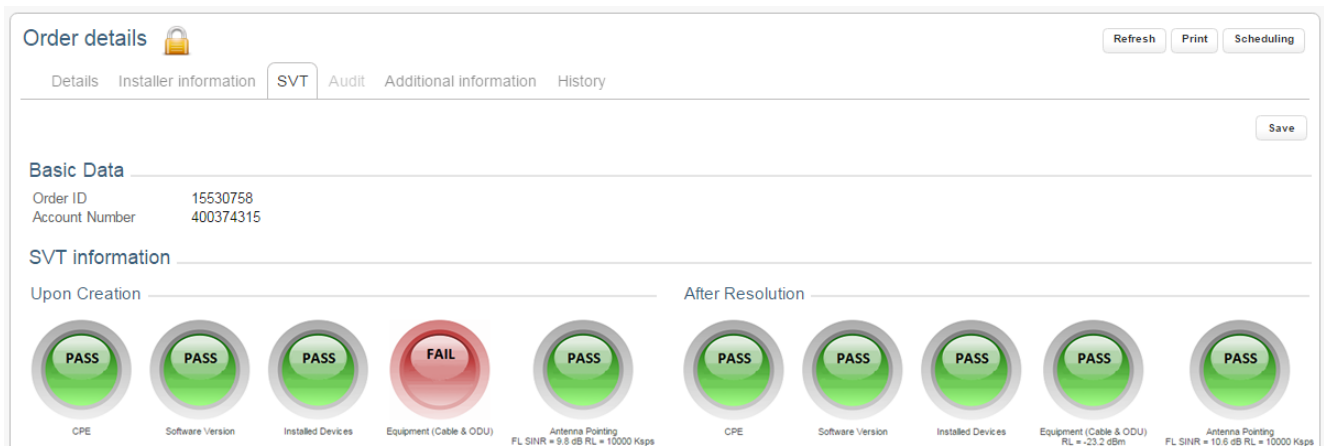 Order details
Refresh Print Scheduling
Details Installer information SVT Audit Additional information History
Save
Basic Data
Order ID 15530758
Account Number 400374315
SVT information
Upon Creation After Resolution
PASS PASS PASS FAIL PASS PASS PASS PASS PASS PASS
CPE Software Version Installed Devices Equipment (Cable & ODU) Antenna Pointing CPE Software Version Installed Devices Equipment (Cable & ODU) Antenna Pointing
FL SINR = 9.8 dB RL = 10000 Ksps RL = -23.2 dBm FL SINR = 10.6 dB RL = 10000 Ksps